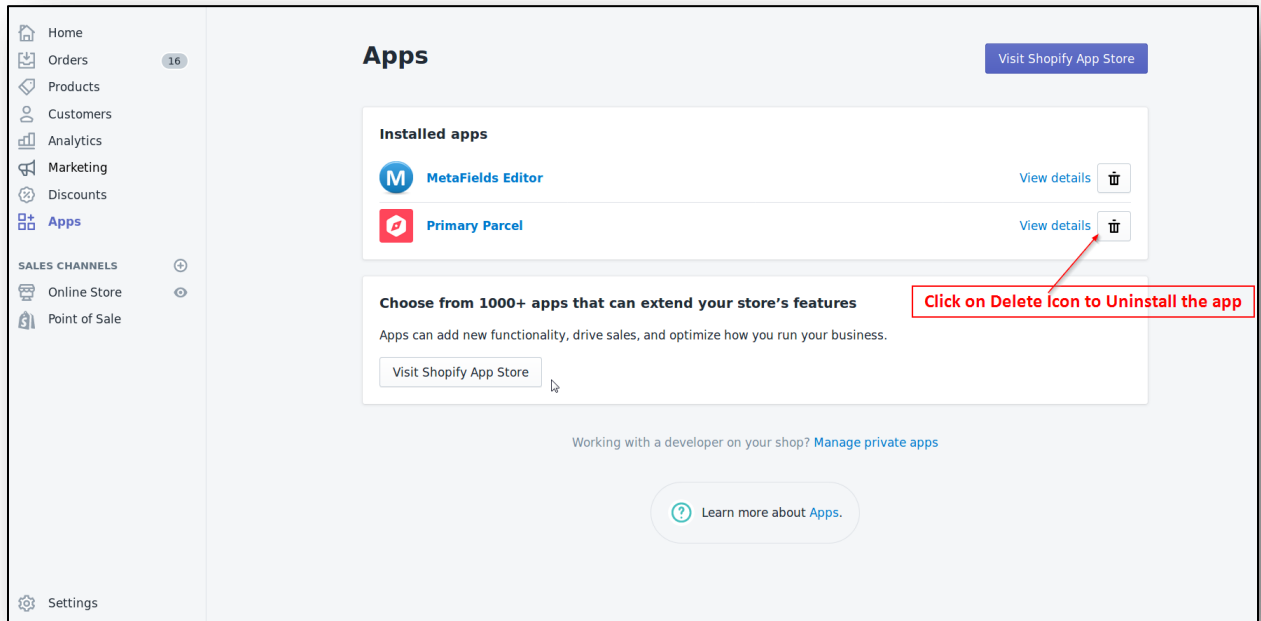 Home
Orders 16
Products
Customers
Analytics
Marketing
Discounts
Apps
SALES CHANNELS
Online Store
Point of Sale
Settings
Apps
Visit Shopify App Store
Installed apps
M MetaFields Editor View details
Primary Parcel View details
Click on Delete Icon to Uninstall the app
Choose from 1000+ apps that can extend your store’s features
Apps can add new functionality, drive sales, and optimize how you run your business.
Visit Shopify App Store
Working with a developer on your shop? Manage private apps
? Learn more about Apps.